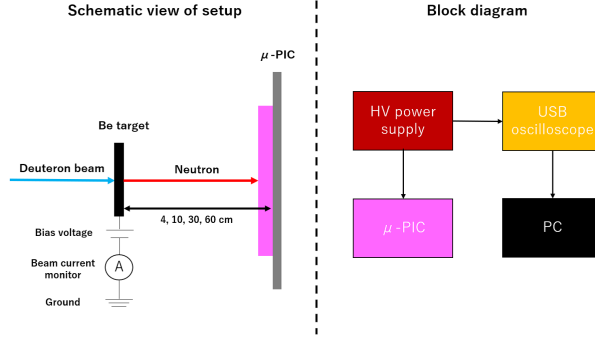 Schematic view of setup
μ-PIC
Be target
Deuteron beam
Neutron
4, 10, 30, 60 cm
Bias voltage
Beam current
monitor
A
Ground
Block diagram
HV power
supply
USB
oscilloscope
μ-PIC
PC